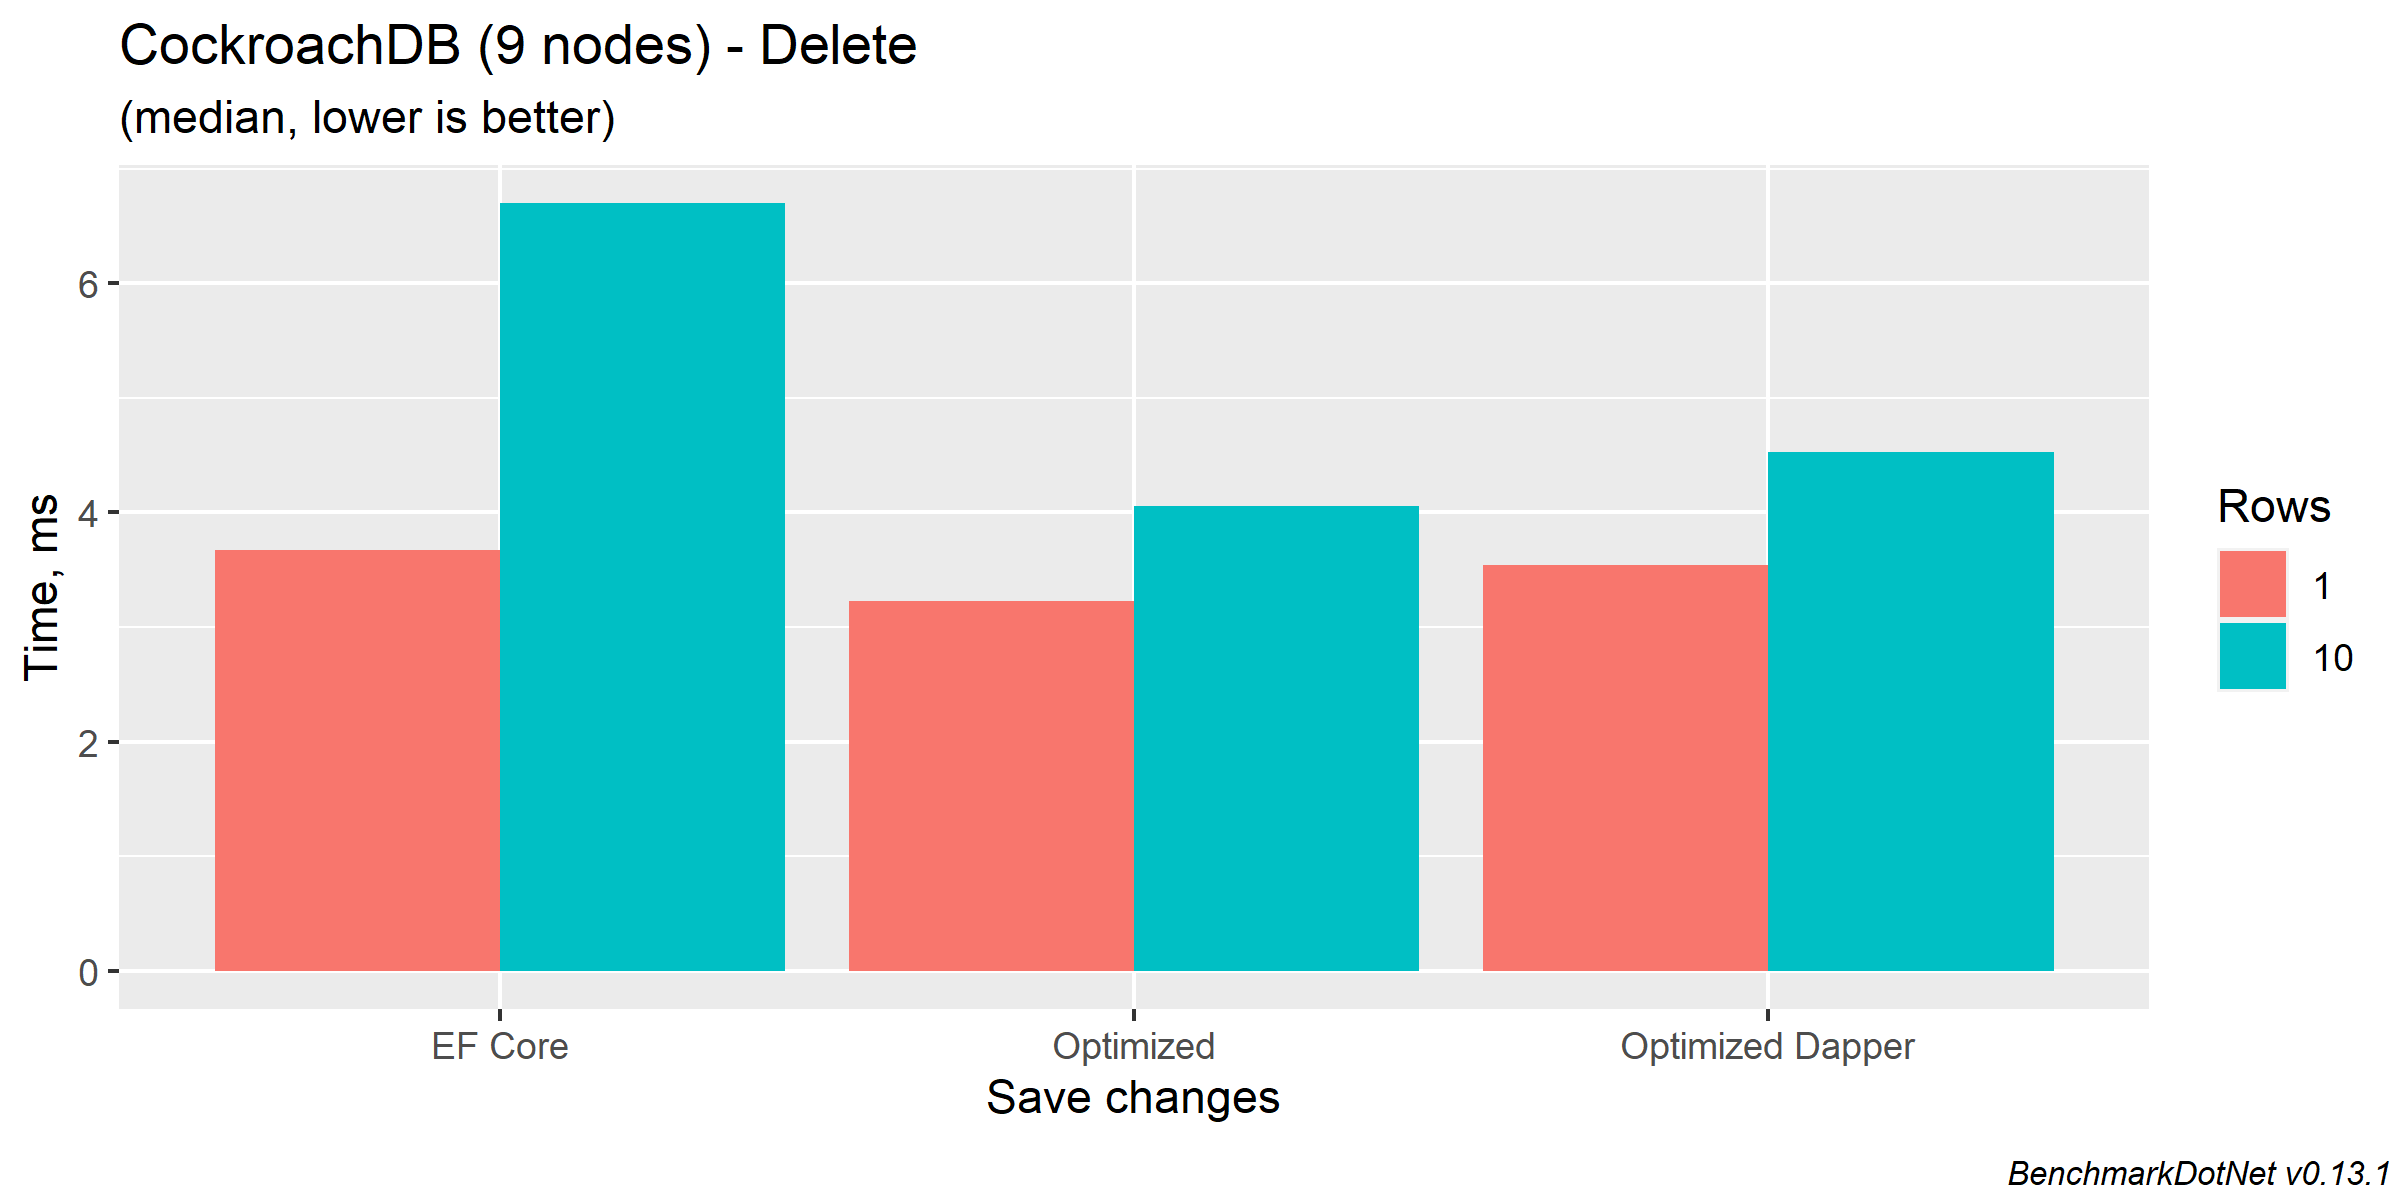 CockroachDB (9 nodes) - Delete
(median, lower is better)
Time, ms
6
4
2
0
EF Core
Optimized
Optimized Dapper
Save changes
Rows
1
10
BenchmarkDotNet v0.13.1